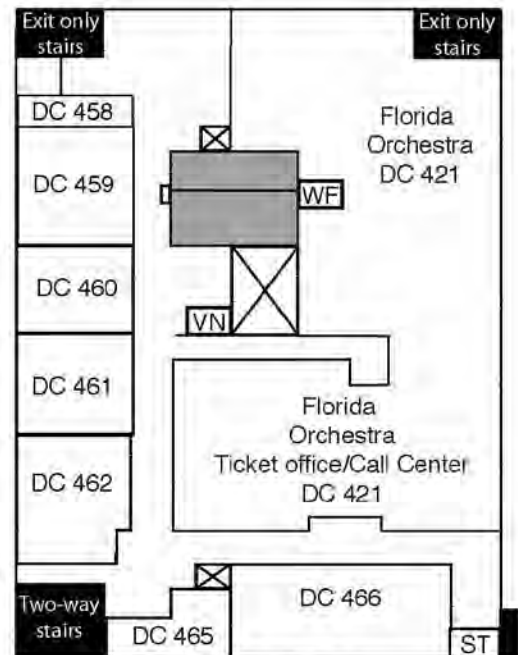 Exit only
stairs
Exit only
stairs
DC 458
Florida
Orchestra
DC 421
DC 459
WF
DC 460
VN
DC 461
Florida
Orchestra
Ticket office/Call Center
DC 421
DC 462
Two-way
stairs
DC 466
DC 465
ST